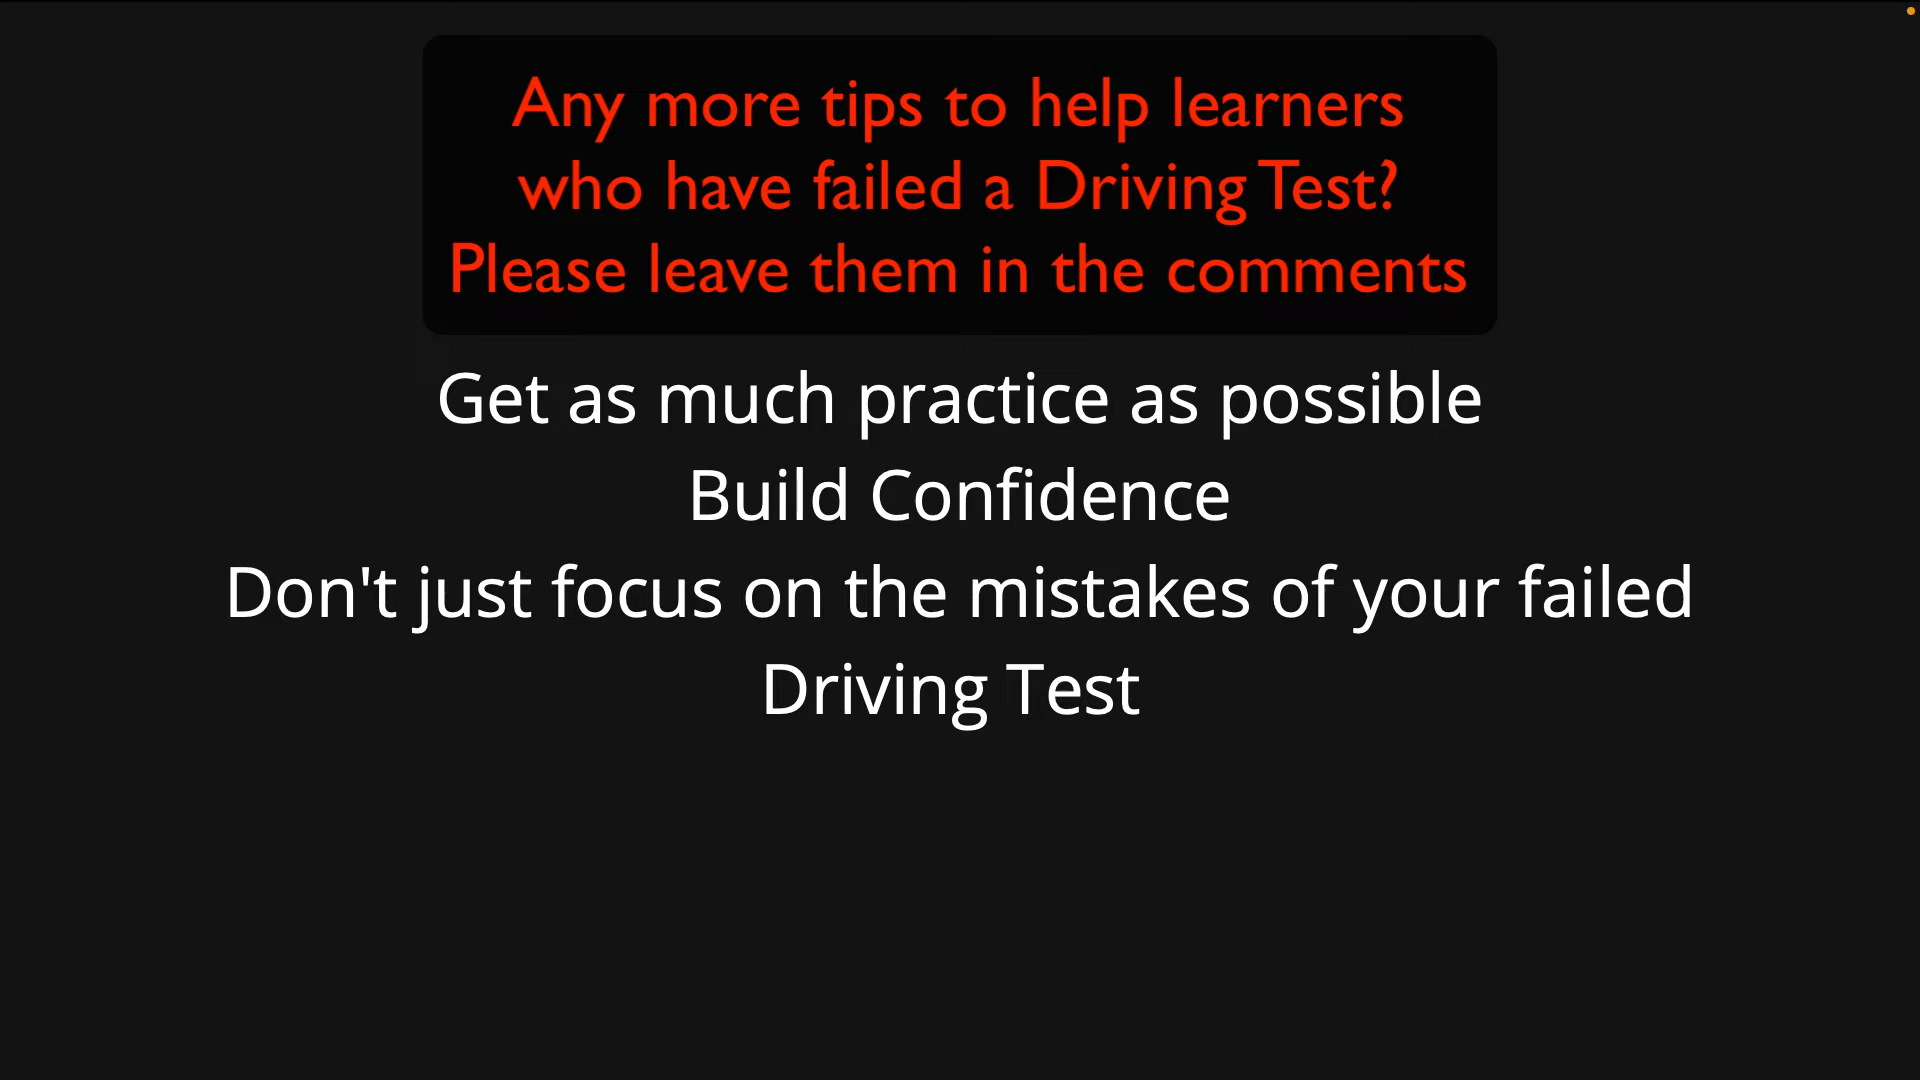 Any more tips to help learners
who have failed a Driving Test?
Please leave them in the comments
Get as much practice as possible
Build Confidence
Don't just focus on the mistakes of your failed
Driving Test